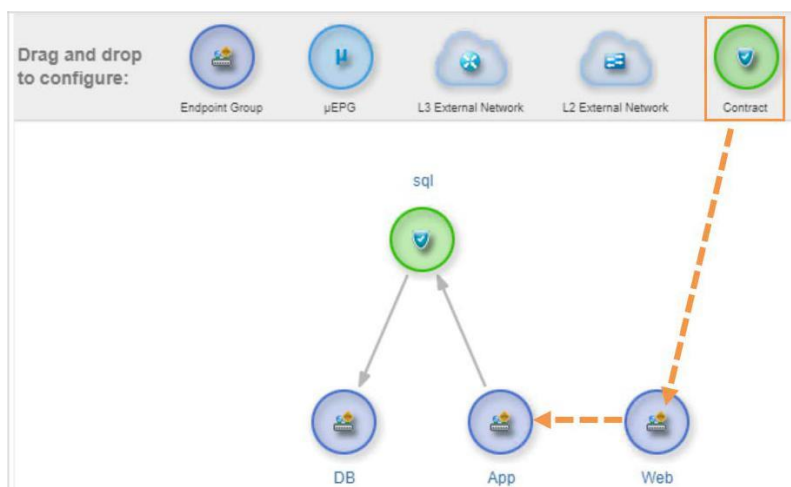 Drag and drop
to configure:
Endpoint Group
µEPG
L3 External Network
L2 External Network
Contract
µ
sql
DB
App
Web